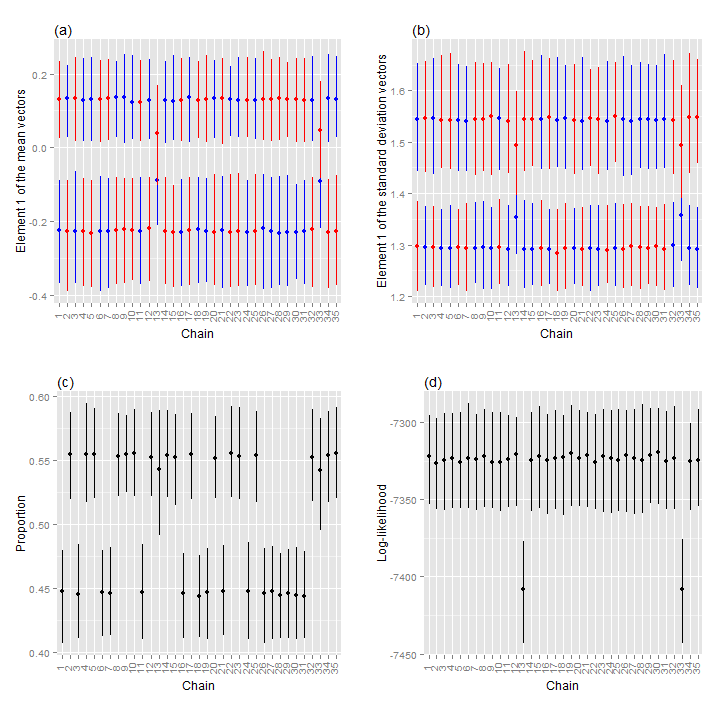 (a)
Element 1 of the mean vectors
0.2
0.0
-0.2
-0.4
1 2 3 4 5 6 7 8 9 10 11 12 13 14 15 16 17 18 19 20 21 22 23 24 25 26 27 28 29 30 31 32 33 34 35
Chain
(b)
Element 1 of the standard deviation vectors
1.6
1.5
1.4
1.3
1.2
1 2 3 4 5 6 7 8 9 10 11 12 13 14 15 16 17 18 19 20 21 22 23 24 25 26 27 28 29 30 31 32 33 34 35
Chain
(c)
Proportion
0.60
0.55
0.50
0.45
0.40
1 2 3 4 5 6 7 8 9 10 11 12 13 14 15 16 17 18 19 20 21 22 23 24 25 26 27 28 29 30 31 32 33 34 35
Chain
(d)
Log-likelihood
-7300
-7350
-7400
-7450
1 2 3 4 5 6 7 8 9 10 11 12 13 14 15 16 17 18 19 20 21 22 23 24 25 26 27 28 29 30 31 32 33 34 35
Chain